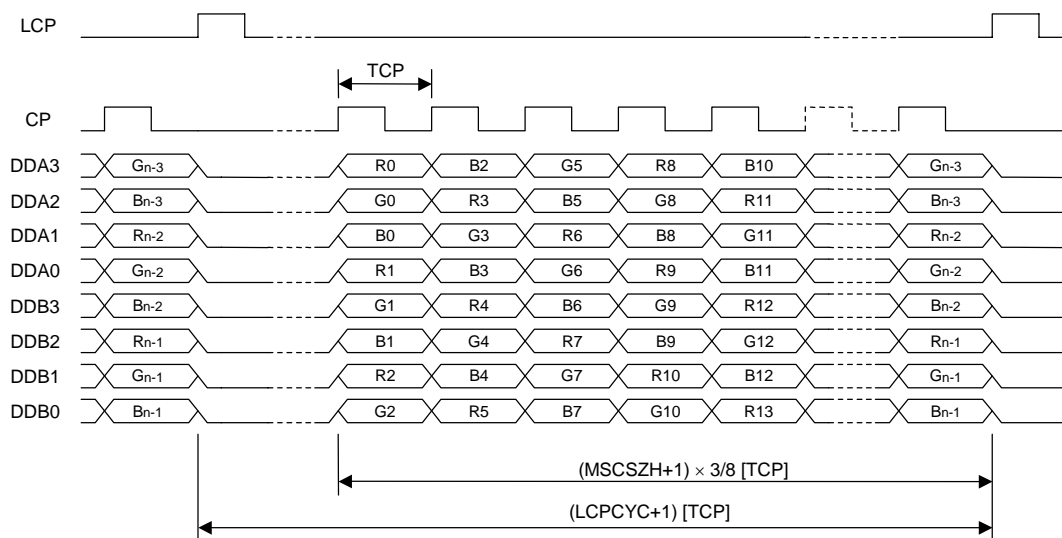 LCP
TCP
CP
DDA3 Gn-3 R0 B2 G5 R8 B10 Gn-3
DDA2 Bn-3 G0 R3 B5 G8 R11 Bn-3
DDA1 Rn-2 B0 G3 R6 B8 G11 Rn-2
DDA0 Gn-2 R1 B3 G6 R9 B11 Gn-2
DDB3 Bn-2 G1 R4 B6 G9 R12 Bn-2
DDB2 Rn-1 B1 G4 R7 B9 G12 Rn-1
DDB1 Gn-1 R2 B4 G7 R10 B12 Gn-1
DDB0 Bn-1 G2 R5 B7 G10 R13 Bn-1
(MSCSZH+1) × 3/8 [TCP]
(LCPCYC+1) [TCP]